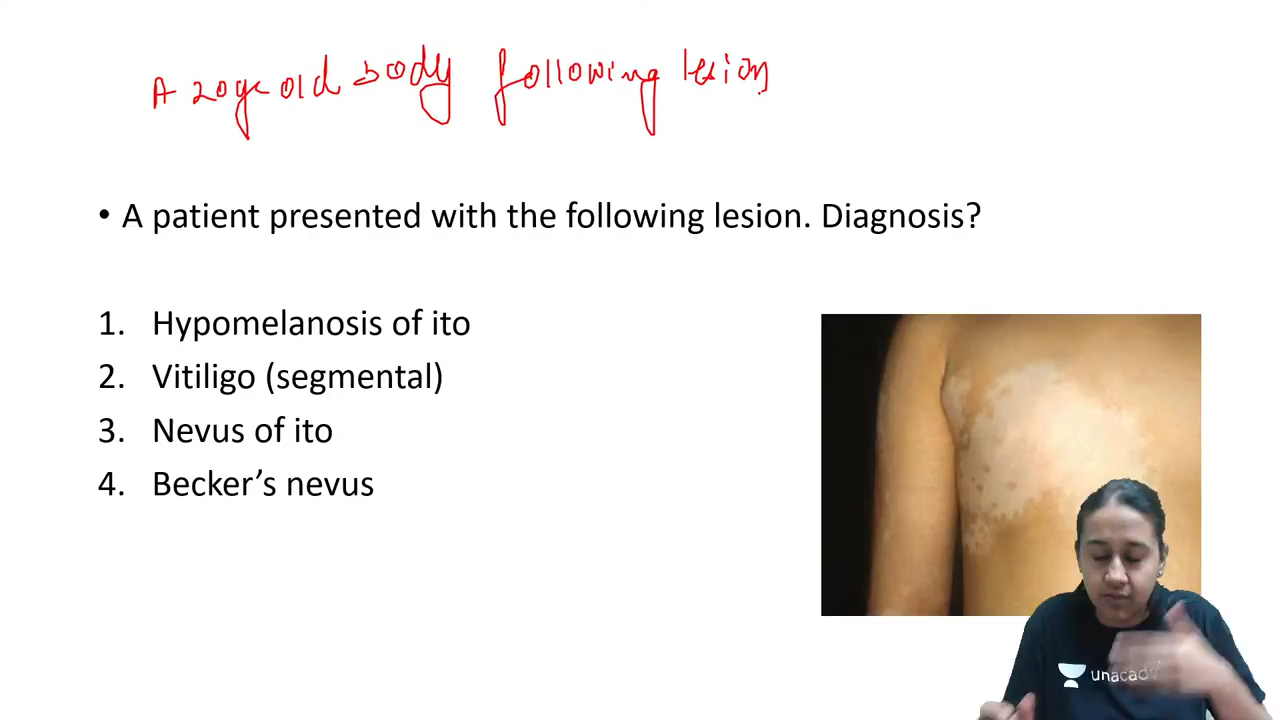 A 20yr old body following lesion
• A patient presented with the following lesion. Diagnosis?
1. Hypomelanosis of ito
2. Vitiligo (segmental)
3. Nevus of ito
4. Becker’s nevus
unacad